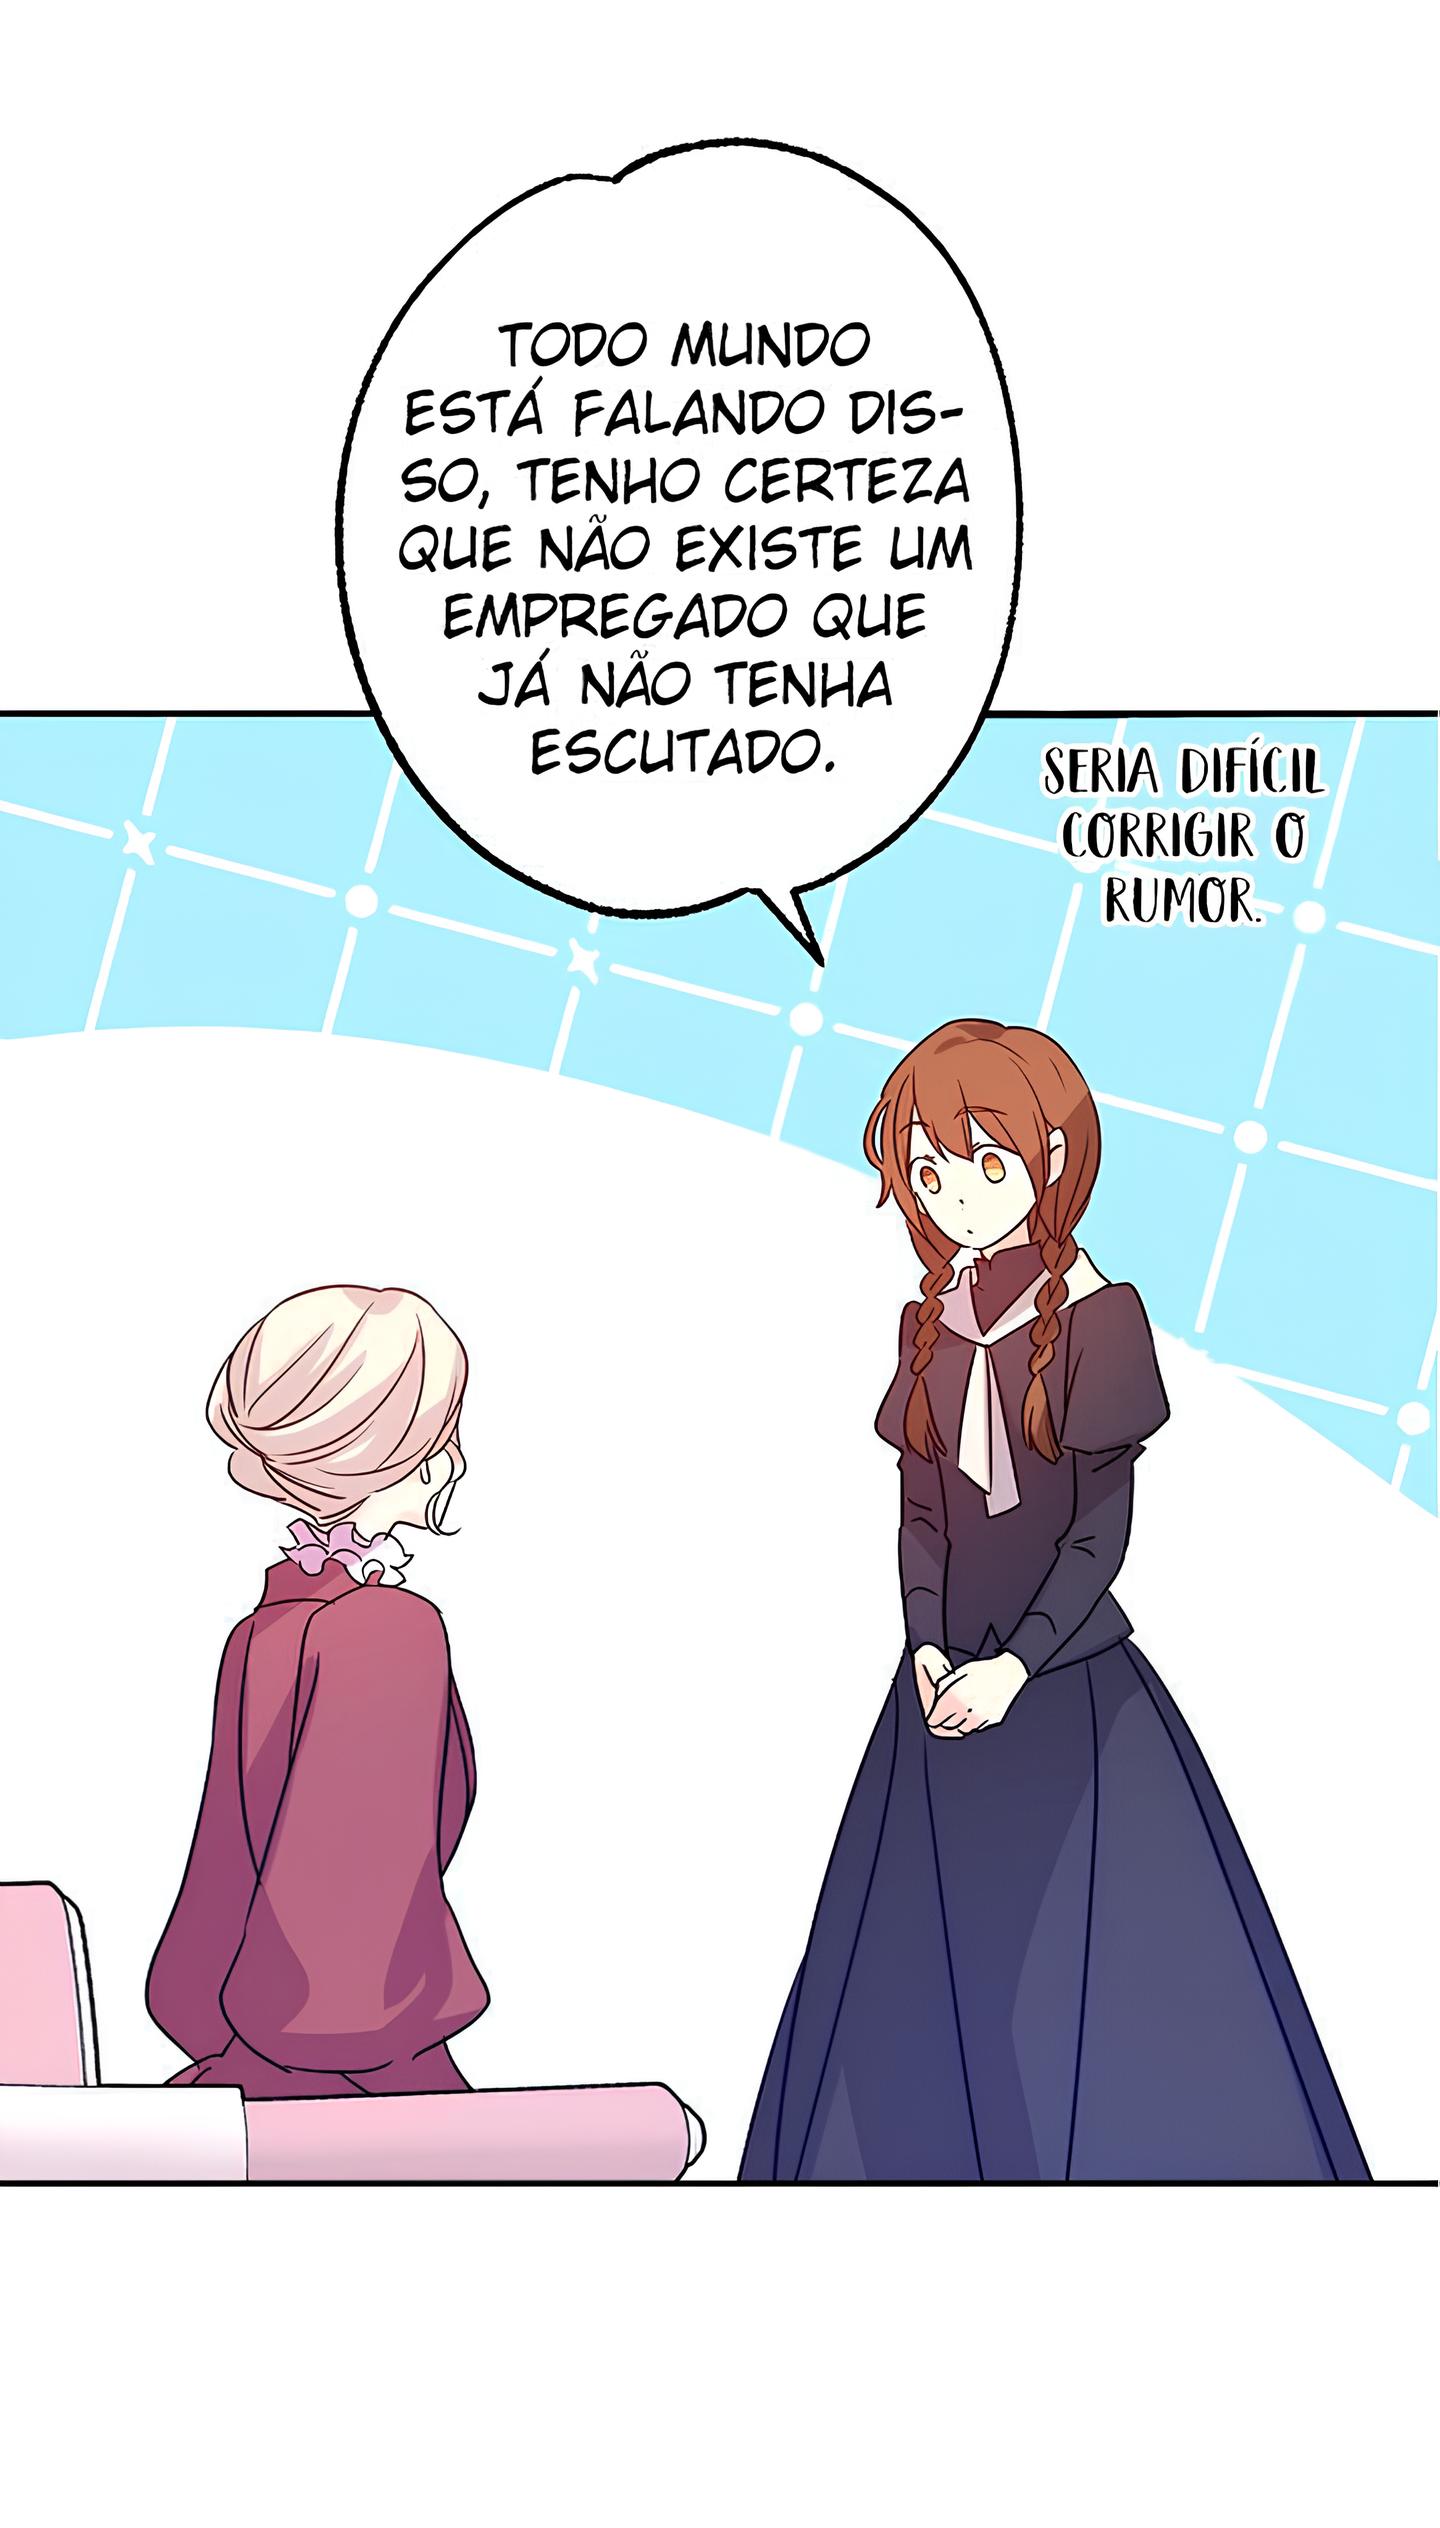 TODO MUNDO
ESTÁ FALANDO DIS-
SO, TENHO CERTEZA
QUE NÃO EXISTE UM
EMPREGADO QUE
JÁ NÃO TENHA
ESCUTADO.
SERIA DIFÍCIL
CORRIGIR O
RUMOR.